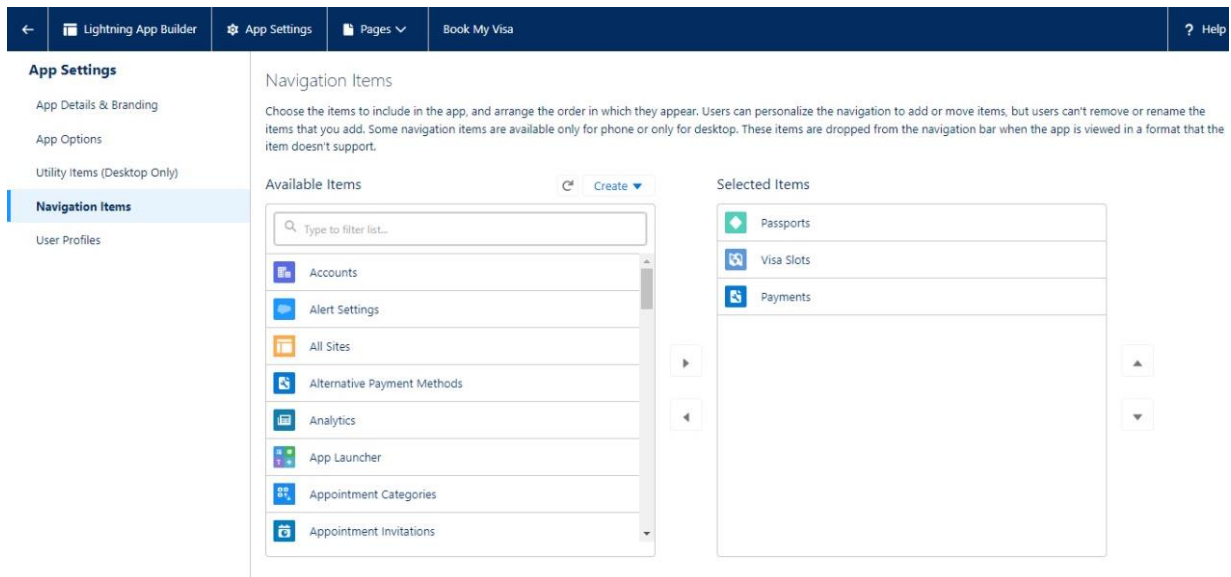 Lightning App Builder
App Settings
Pages
Book My Visa
? Help
App Settings
App Details & Branding
App Options
Utility Items (Desktop Only)
Navigation Items
User Profiles
Navigation Items
Choose the items to include in the app, and arrange the order in which they appear. Users can personalize the navigation to add or move items, but users can't remove or rename the
items that you add. Some navigation items are available only for phone or only for desktop. These items are dropped from the navigation bar when the app is viewed in a format that the
item doesn't support.
Available Items
Create
Type to filter list...
Accounts
Alert Settings
All Sites
Alternative Payment Methods
Analytics
App Launcher
Appointment Categories
Appointment Invitations
Selected Items
Passports
Visa Slots
Payments